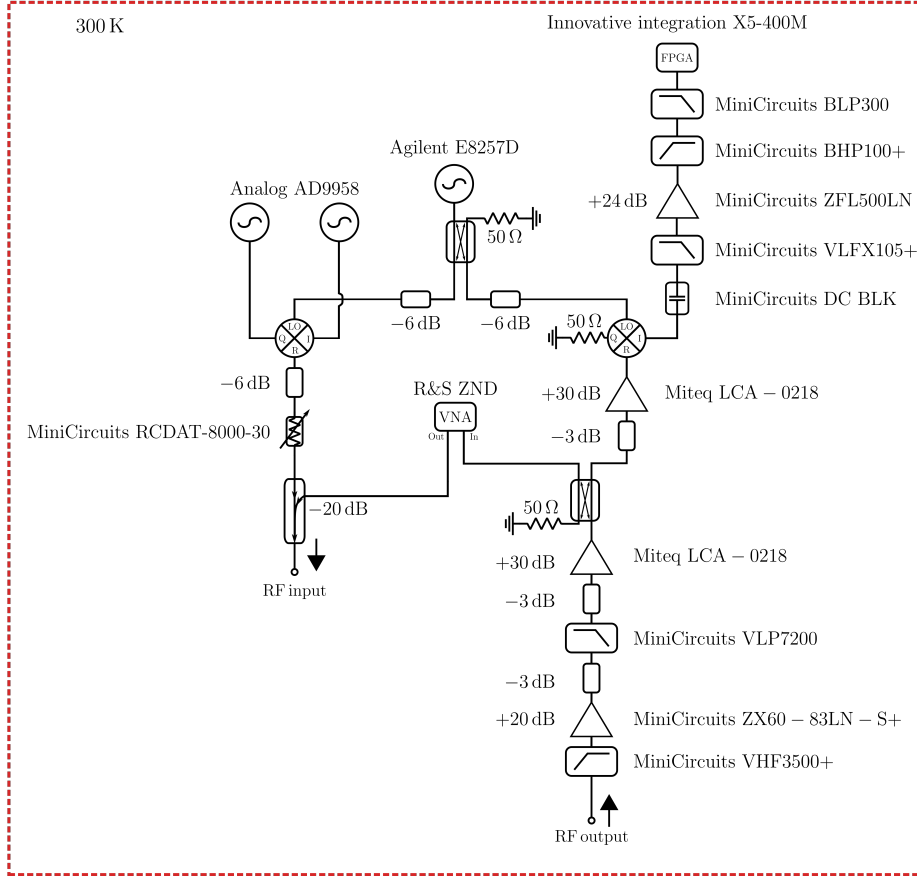 300 K
Innovative integration X5-400M
FPGA
MiniCircuits BLP300
MiniCircuits BHP100+
+24 dB
MiniCircuits ZFL500LN
MiniCircuits VLFX105+
MiniCircuits DC BLK
Agilent E8257D
Analog AD9958
50 Ω
−6 dB
−6 dB
LO
Q
I
R
50 Ω
LO
Q
I
R
−6 dB
R&S ZND
VNA
Out
In
+30 dB
Miteq LCA − 0218
−3 dB
MiniCircuits RCDAT-8000-30
−20 dB
50 Ω
RF input
+30 dB
Miteq LCA − 0218
−3 dB
MiniCircuits VLP7200
−3 dB
+20 dB
MiniCircuits ZX60 − 83LN − S+
MiniCircuits VHF3500+
RF output